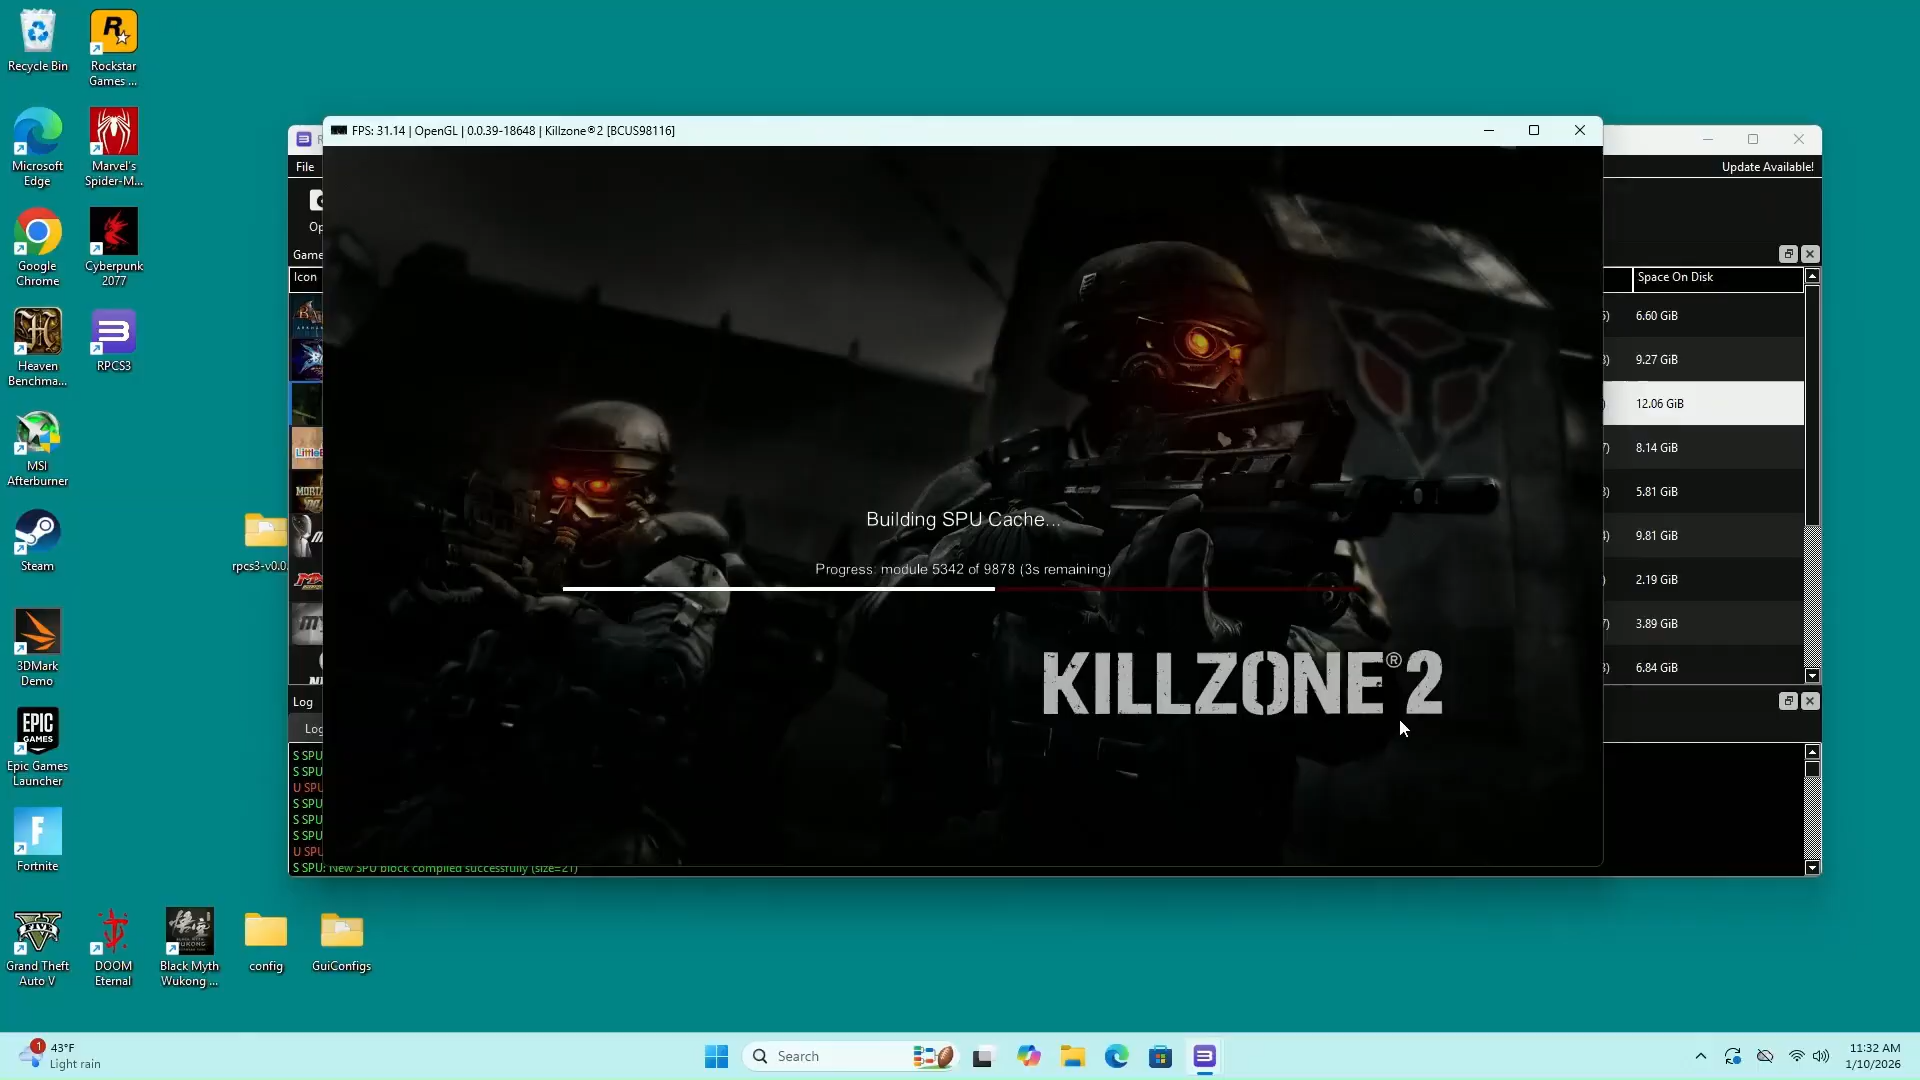 Recycle Bin
Rockstar
Games ...
Microsoft
Edge
Marvel's
Spider-M...
Google
Chrome
Cyberpunk
2077
Heaven
Benchma...
RPCS3
MSI
Afterburner
Steam
rpcs3-v0.0.
3DMark
Demo
EPIC
GAMES
Epic Games
Launcher
Fortnite
Grand Theft
Auto V
DOOM
Eternal
Black Myth
Wukong ...
config
GuiConfigs
FPS: 31.14 | OpenGL | 0.0.39-18648 | Killzone®2 [BCUS98116]
File
Update Available!
Op
Game
Icon
Space On Disk
6.60 GiB
9.27 GiB
12.06 GiB
8.14 GiB
5.81 GiB
9.81 GiB
2.19 GiB
3.89 GiB
6.84 GiB
Building SPU Cache...
Progress: module 5342 of 9878 (3s remaining)
KILLZONE®2
Log
Log
S SPU
S SPU
U SPU
S SPU
S SPU
S SPU
U SPU
S SPU: New SPU block compiled successfully (size=21)
1
43°F
Light rain
Search
11:32 AM
1/10/2026